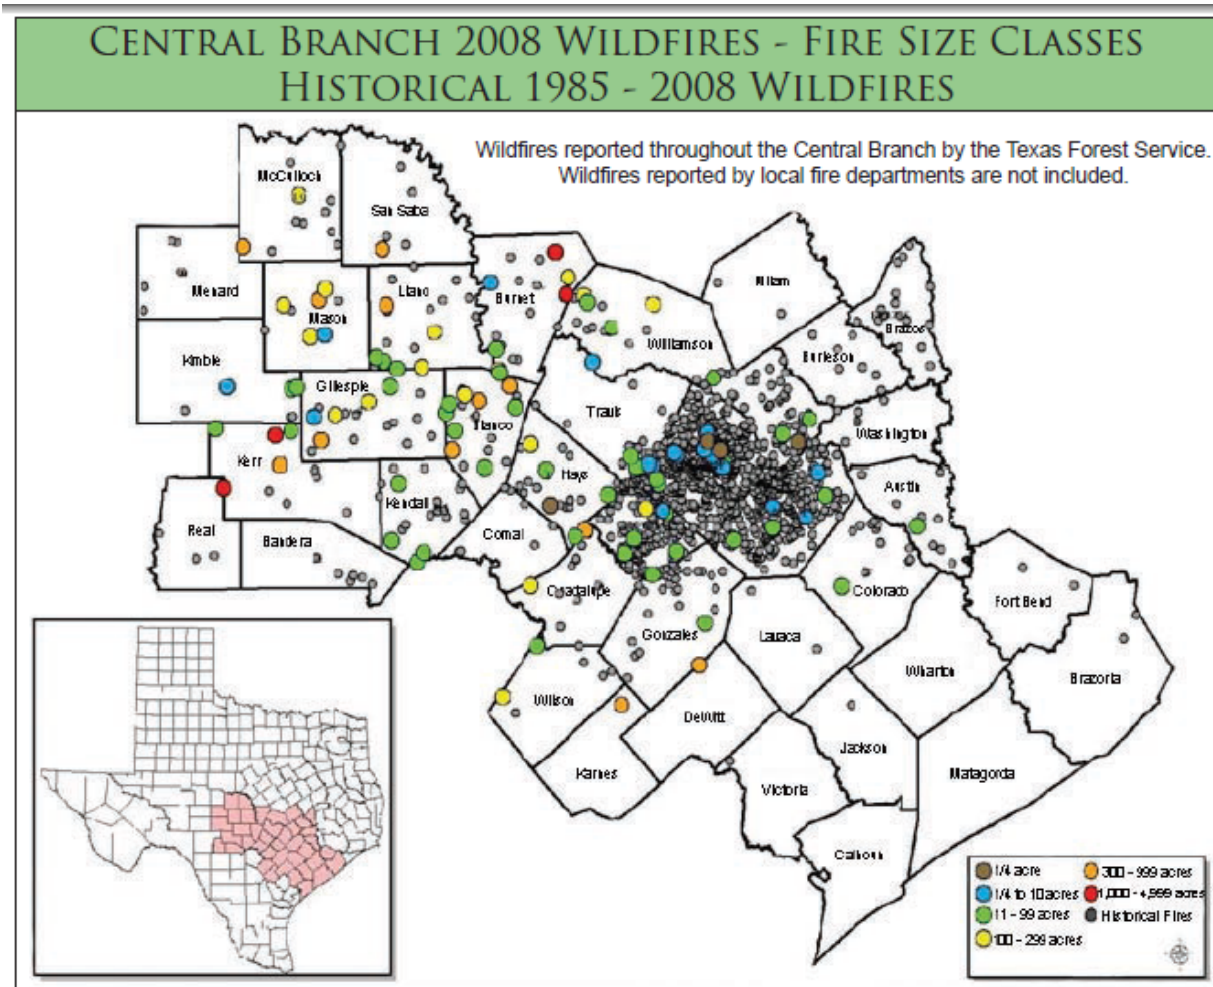 CENTRAL BRANCH 2008 WILDFIRES - FIRE SIZE CLASSES
HISTORICAL 1985 - 2008 WILDFIRES
Wildfires reported throughout the Central Branch by the Texas Forest Service.
Wildfires reported by local fire departments are not included.
McCulloch
San Saba
Menard
Mason
Llano
Burnet
Milam
Brazos
Williamson
Burleson
Kimble
Gillespie
Blanco
Travis
Washington
Kerr
Hays
Austin
Kendall
Real
Bandera
Comal
Guadalupe
Colorado
Fort Bend
Gonzales
Lavaca
Wharton
Brazoria
Wilson
DeWitt
Jackson
Karnes
Victoria
Matagorda
Calhoun
1/4 acre
300 - 999 acres
1/4 to 10 acres
1,000 - 4,999 acres
11 - 99 acres
Historical Fires
100 - 299 acres